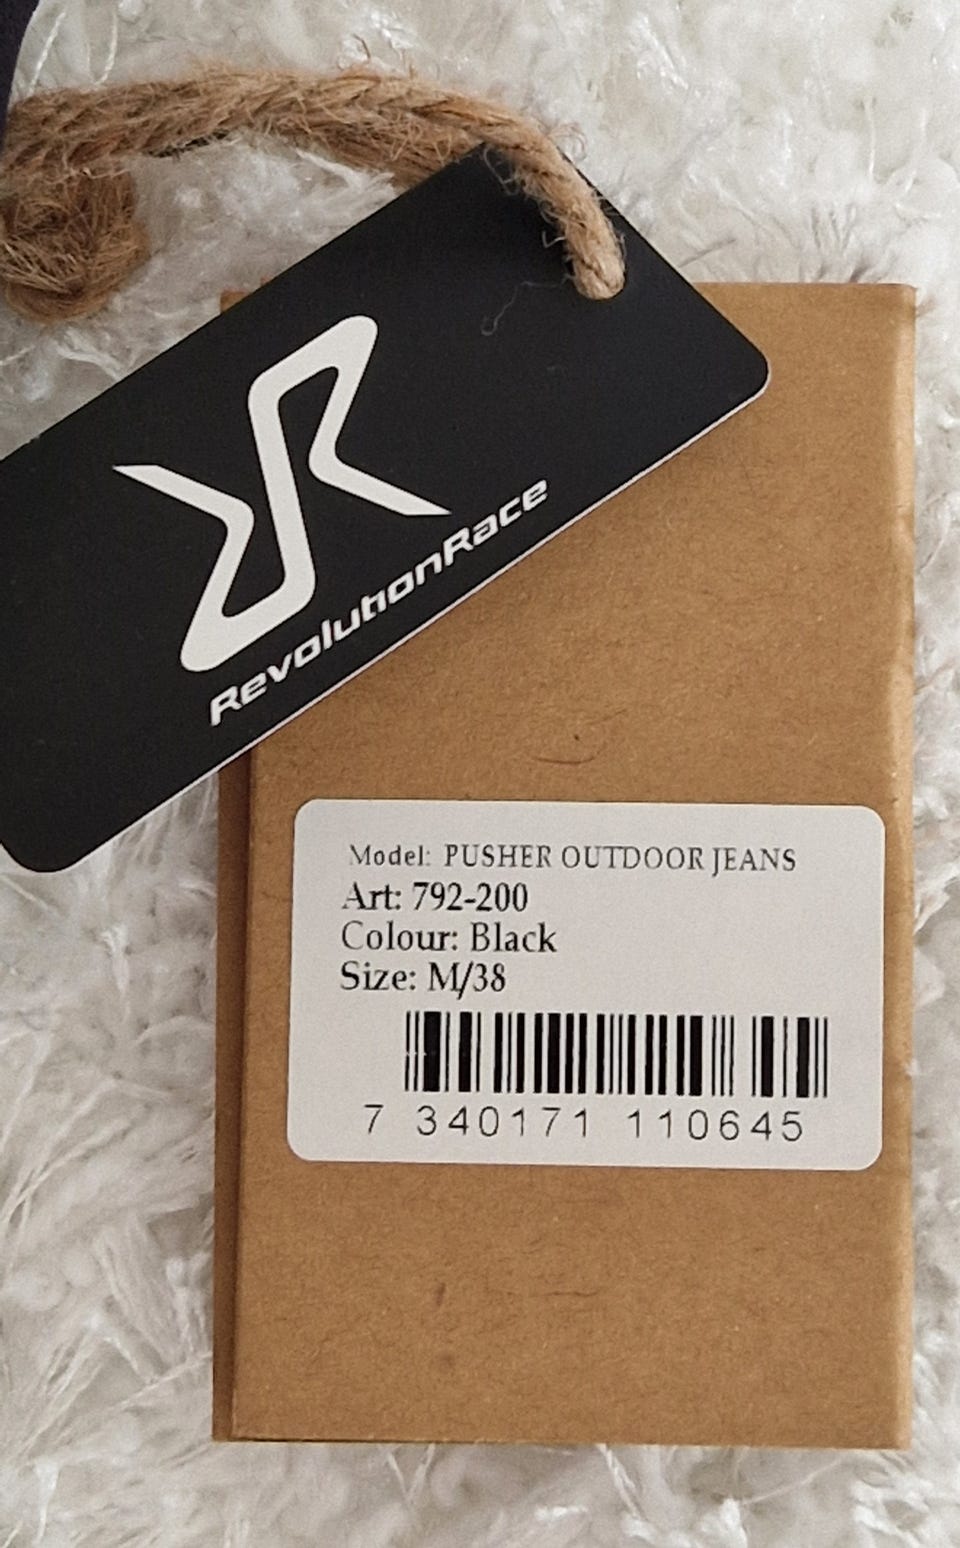 RevolutionRace
Model: PUSHER OUTDOOR JEANS
Art: 792-200
Colour: Black
Size: M/38
7 340171 110645